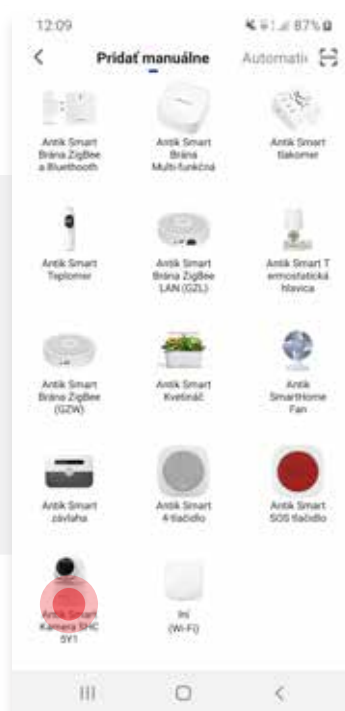 12:09 87%
Pridať manuálne Automati
Antik Smart Antik Smart Antik Smart
Brána ZigBee Brána tlakomer
a Bluethooth Multi-funkčná
Antik Smart Antik Smart Antik Smart T
Teplomer Brána ZigBee ermostatická
LAN (GZL) hlavica
Antik Smart Antik Smart Antik
Brána ZigBee Kvetináč SmartHome
(GZW) Fan
Antik Smart Antik Smart Antik Smart
závlaha 4-tlačidlo SOS tlačidlo
Antik Smart Iní
Kamera SHC (Wi-Fi)
5Y1